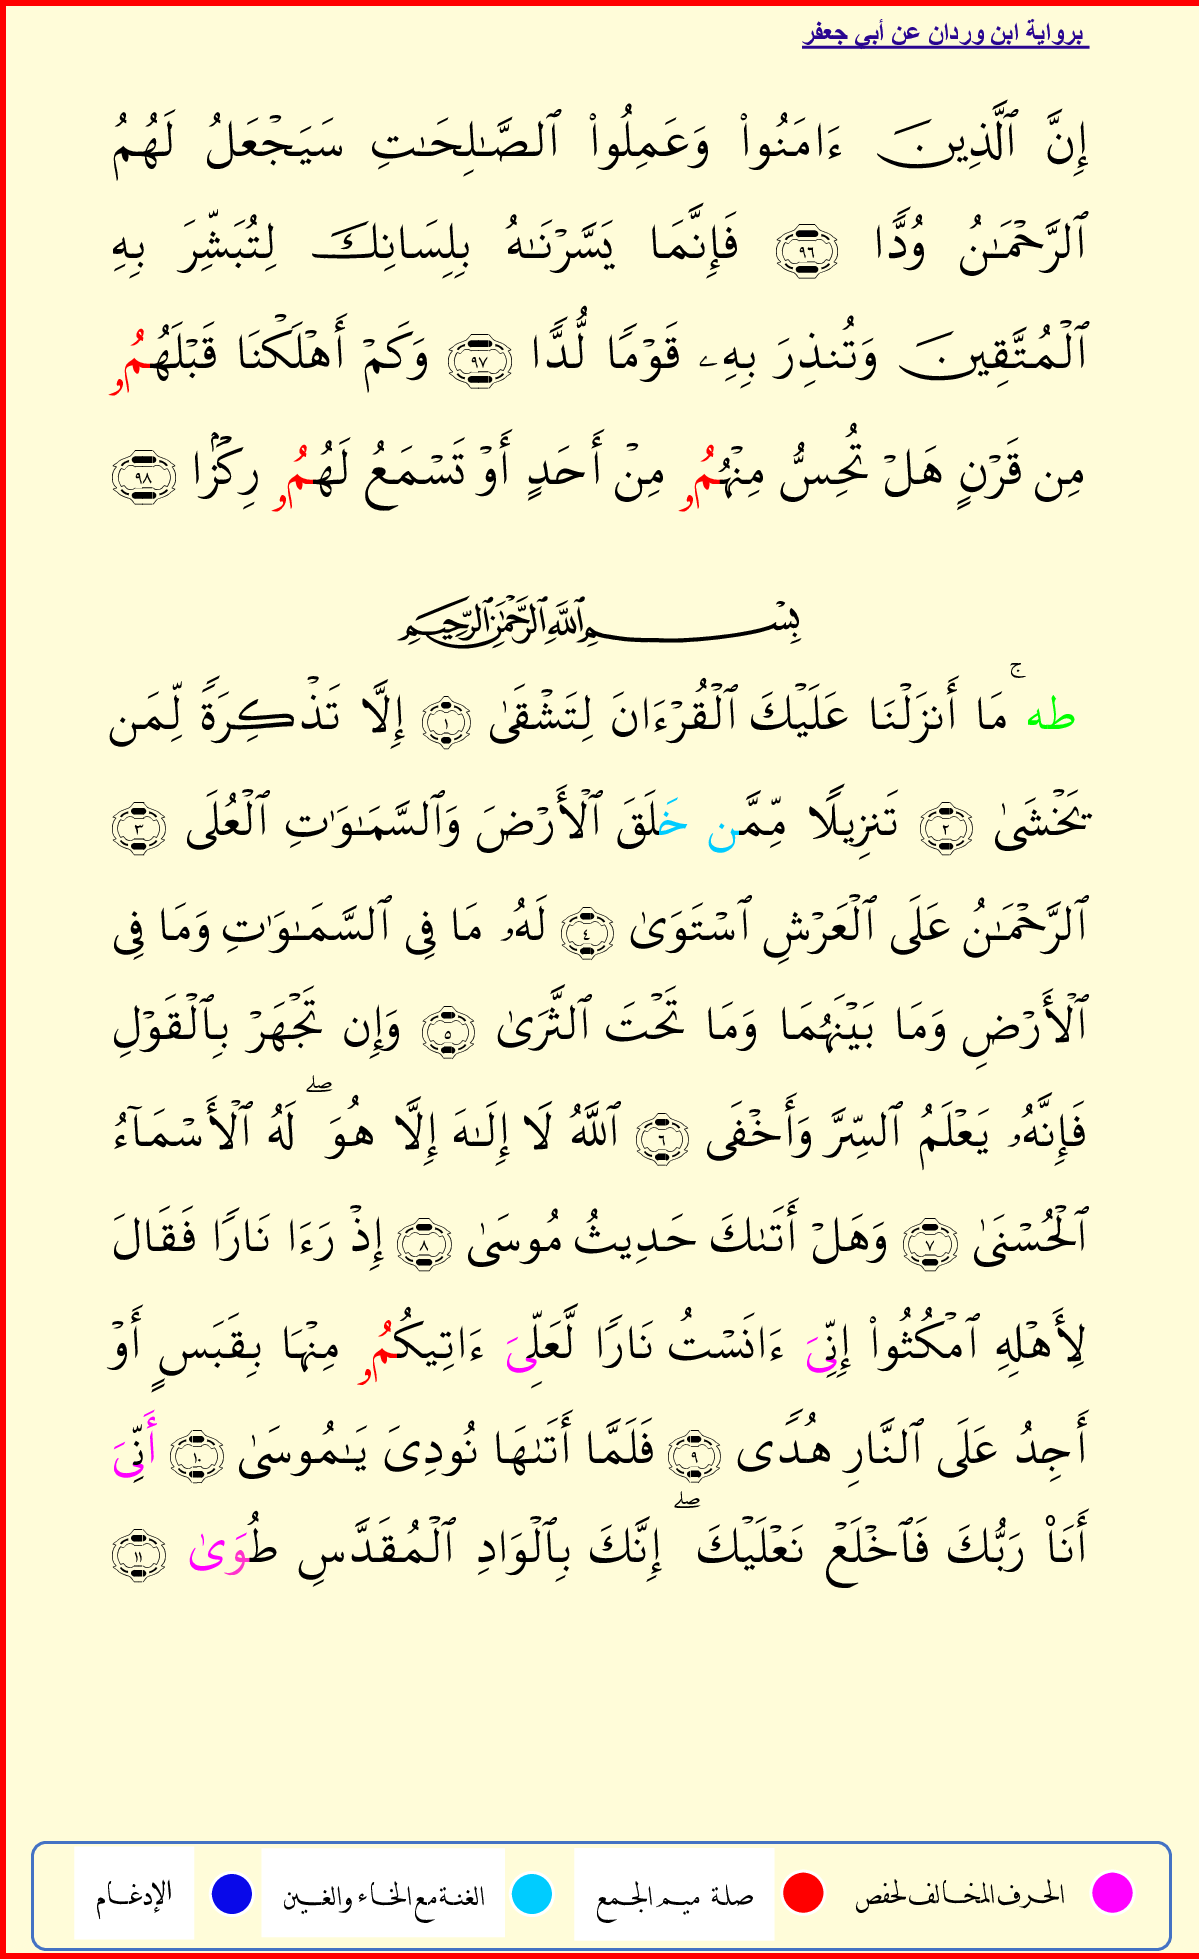 برواية ابن وردان عن أبي جعفر
إِنَّ ٱلَّذِينَ ءَامَنُوا۟ وَعَمِلُوا۟ ٱلصَّـٰلِحَـٰتِ سَيَجْعَلُ لَهُمُ
ٱلرَّحْمَـٰنُ وُدًّا ٩٦ فَإِنَّمَا يَسَّرْنَـٰهُ بِلِسَانِكَ لِتُبَشِّرَ بِهِ
ٱلْمُتَّقِينَ وَتُنذِرَ بِهِۦ قَوْمًا لُّدًّا ٩٧ وَكَمْ أَهْلَكْنَا قَبْلَهُمُۥ
مِن قَرْنٍ هَلْ تُحِسُّ مِنْهُمُۥ مِنْ أَحَدٍ أَوْ تَسْمَعُ لَهُمُۥ رِكْزًۢا ٩٨
بِسْمِ ٱللَّهِ ٱلرَّحْمَـٰنِ ٱلرَّحِيمِ
طه ۚ مَا أَنزَلْنَا عَلَيْكَ ٱلْقُرْءَانَ لِتَشْقَىٰ ١ إِلَّا تَذْكِرَةً لِّمَن
يَخْشَىٰ ٢ تَنزِيلًا مِّمَّن خَلَقَ ٱلْأَرْضَ وَٱلسَّمَـٰوَٰتِ ٱلْعُلَى ٣
ٱلرَّحْمَـٰنُ عَلَى ٱلْعَرْشِ ٱسْتَوَىٰ ٤ لَهُۥ مَا فِى ٱلسَّمَـٰوَٰتِ وَمَا فِى
ٱلْأَرْضِ وَمَا بَيْنَهُمَا وَمَا تَحْتَ ٱلثَّرَىٰ ٥ وَإِن تَجْهَرْ بِٱلْقَوْلِ
فَإِنَّهُۥ يَعْلَمُ ٱلسِّرَّ وَأَخْفَى ٦ ٱللَّهُ لَا إِلَـٰهَ إِلَّا هُوَ ۖ لَهُ ٱلْأَسْمَآءُ
ٱلْحُسْنَىٰ ٧ وَهَلْ أَتَىٰكَ حَدِيثُ مُوسَىٰ ٨ إِذْ رَءَا نَارًا فَقَالَ
لِأَهْلِهِ ٱمْكُثُوا۟ إِنِّىَ ءَانَسْتُ نَارًا لَّعَلِّىَ ءَاتِيكُمُۥ مِنْهَا بِقَبَسٍ أَوْ
أَجِدُ عَلَى ٱلنَّارِ هُدًى ٩ فَلَمَّا أَتَىٰهَا نُودِىَ يَـٰمُوسَىٰ ١٠ أَنِّىَ
أَنَا۠ رَبُّكَ فَٱخْلَعْ نَعْلَيْكَ ۖ إِنَّكَ بِٱلْوَادِ ٱلْمُقَدَّسِ طُوَىٰ ١١
الحرف المخالف لحفص صلة ميم الجمع الغنة مع الخاء والغين الإدغام